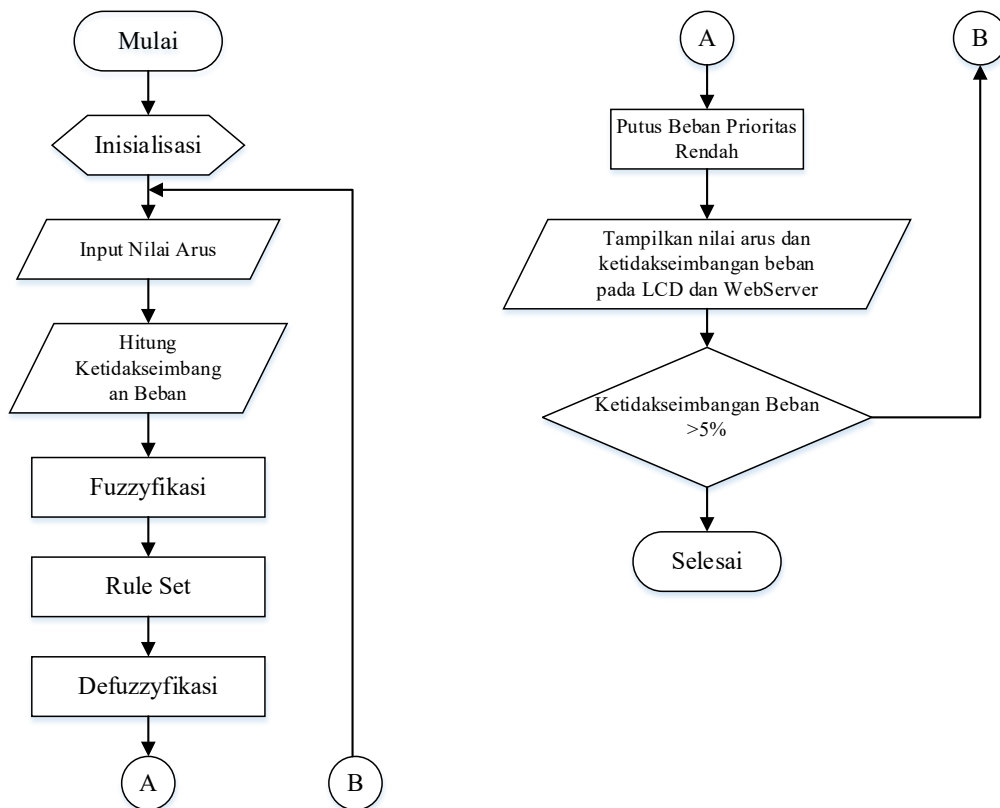 Mulai
Inisialisasi
Input Nilai Arus
Hitung
Ketidakseimbang
an Beban
Fuzzyfikasi
Rule Set
Defuzzyfikasi
A
B
A
B
Putus Beban Prioritas
Rendah
Tampilkan nilai arus dan
ketidakseimbangan beban
pada LCD dan WebServer
Ketidakseimbangan Beban
>5%
Selesai